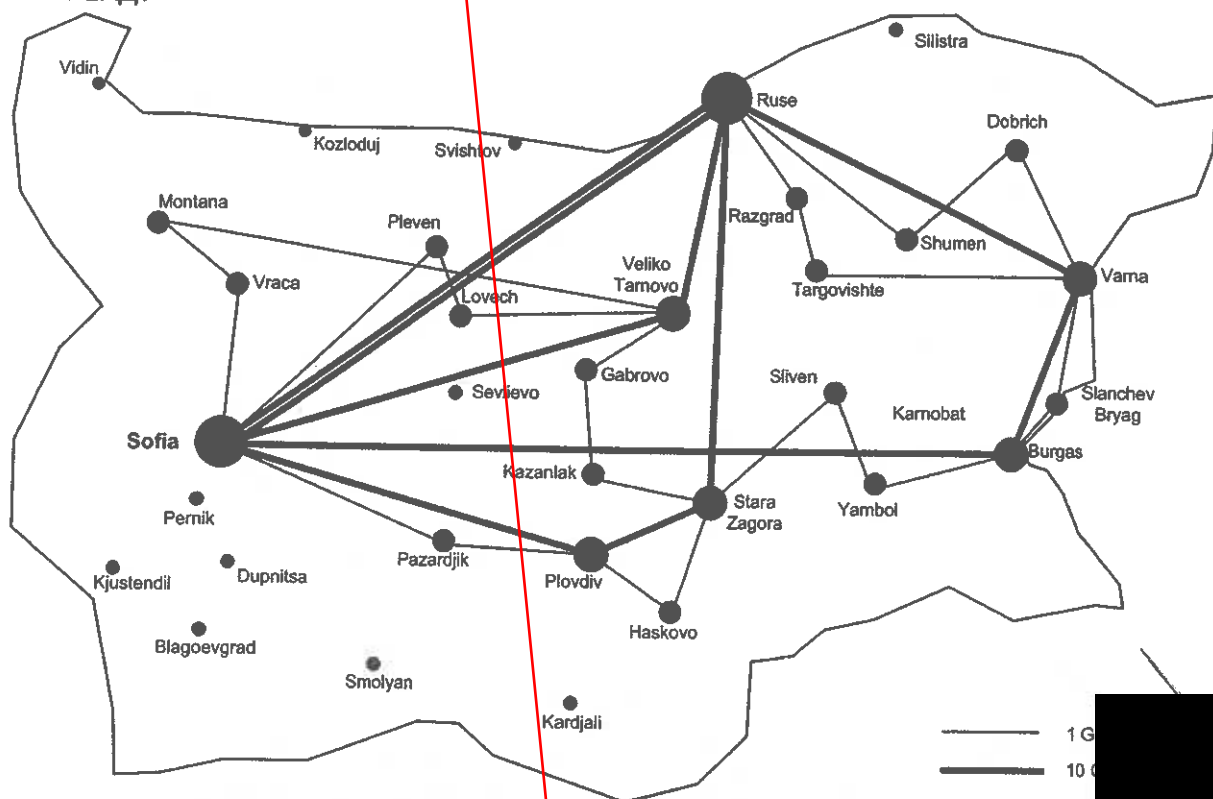 Silistra
Vidin
Ruse
Dobrich
Kozloduj
Svishtov
Montana
Razgrad
Pleven
Shumen
Veliko
Tarnovo
Varna
Vraca
Targovishte
Lovech
Gabrovo
Sliven
Sevlievo
Slanchev
Bryag
Karnobat
Sofia
Burgas
Kazanlak
Stara
Zagora
Yambol
Pernik
Pazardjik
Plovdiv
Kjustendil
Dupnitsa
Haskovo
Blagoevgrad
Smolyan
Kardjali
1 G
10